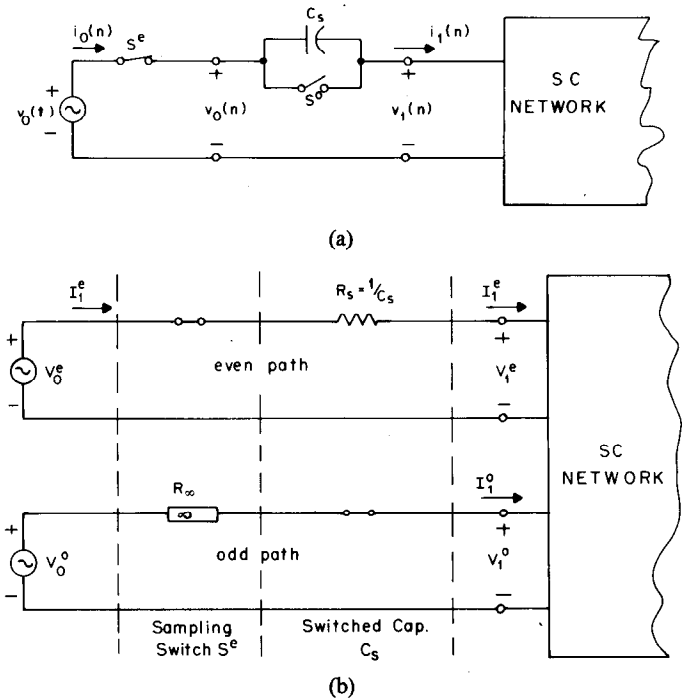 i₀(n) Sᵉ Cₛ i₁(n)
+ + +
v₀(t) v₀(n) Sᵒ v₁(n) SC
NETWORK
− − −
(a)
I₁ᵉ Rₛ = 1/Cₛ I₁ᵉ
+ +
V₀ᵉ even path V₁ᵉ
− −
SC
NETWORK
R∞ I₁ᵒ
+ ∞ +
V₀ᵒ odd path V₁ᵒ
− −
Sampling Switched Cap.
Switch Sᵉ Cₛ
(b)